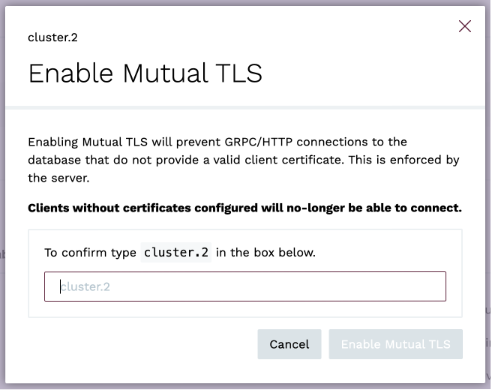 cluster.2
Enable Mutual TLS
Enabling Mutual TLS will prevent GRPC/HTTP connections to the
database that do not provide a valid client certificate. This is enforced by
the server.
Clients without certificates configured will no-longer be able to connect.
To confirm type cluster.2 in the box below.
cluster.2
Cancel Enable Mutual TLS